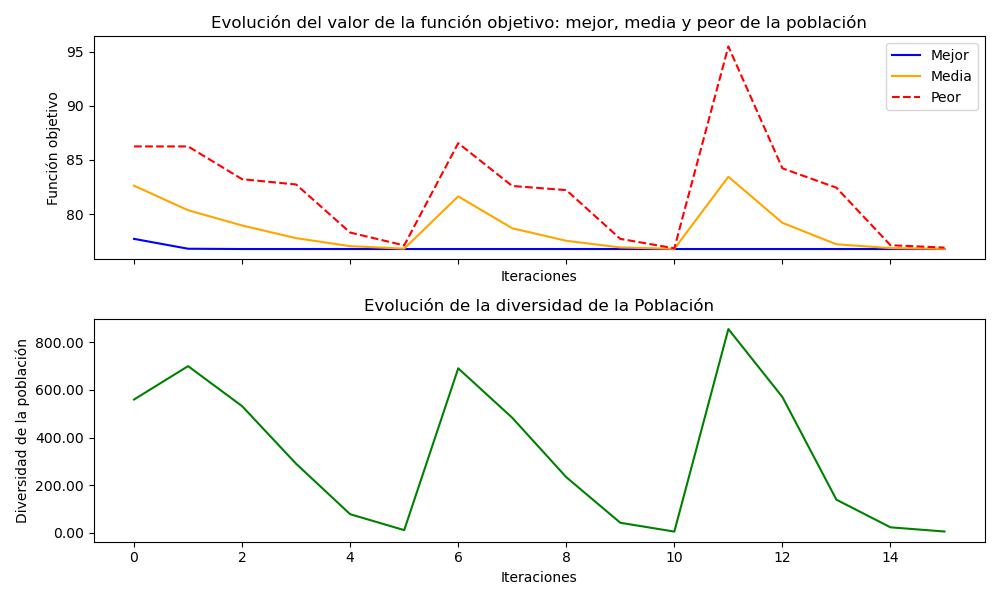 Evolución del valor de la función objetivo: mejor, media y peor de la población
95
90
85
80
Función objetivo
Mejor
Media
Peor
Iteraciones
Evolución de la diversidad de la Población
800.00
600.00
400.00
200.00
0.00
Diversidad de la población
0 2 4 6 8 10 12 14
Iteraciones